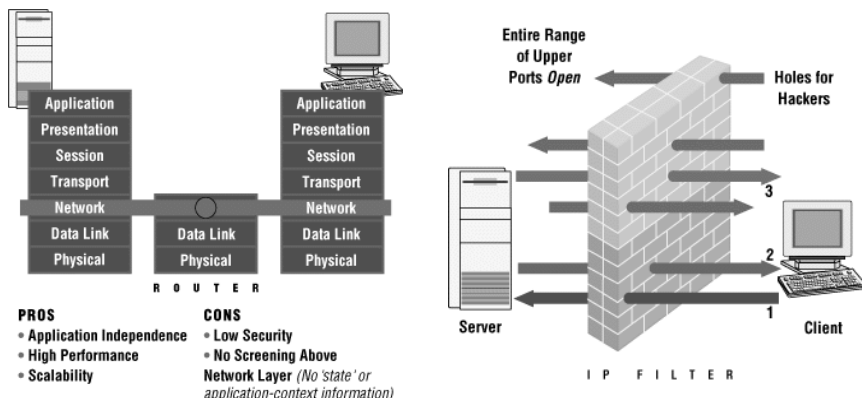 Application
Presentation
Session
Transport
Network
Data Link
Physical
Data Link
Physical
R O U T E R
Application
Presentation
Session
Transport
Network
Data Link
Physical
PROS
• Application Independence
• High Performance
• Scalability
CONS
• Low Security
• No Screening Above
Network Layer (No 'state' or
application-context information)
Entire Range
of Upper
Ports Open
Holes for
Hackers
3
2
1
Server
Client
I P F I L T E R